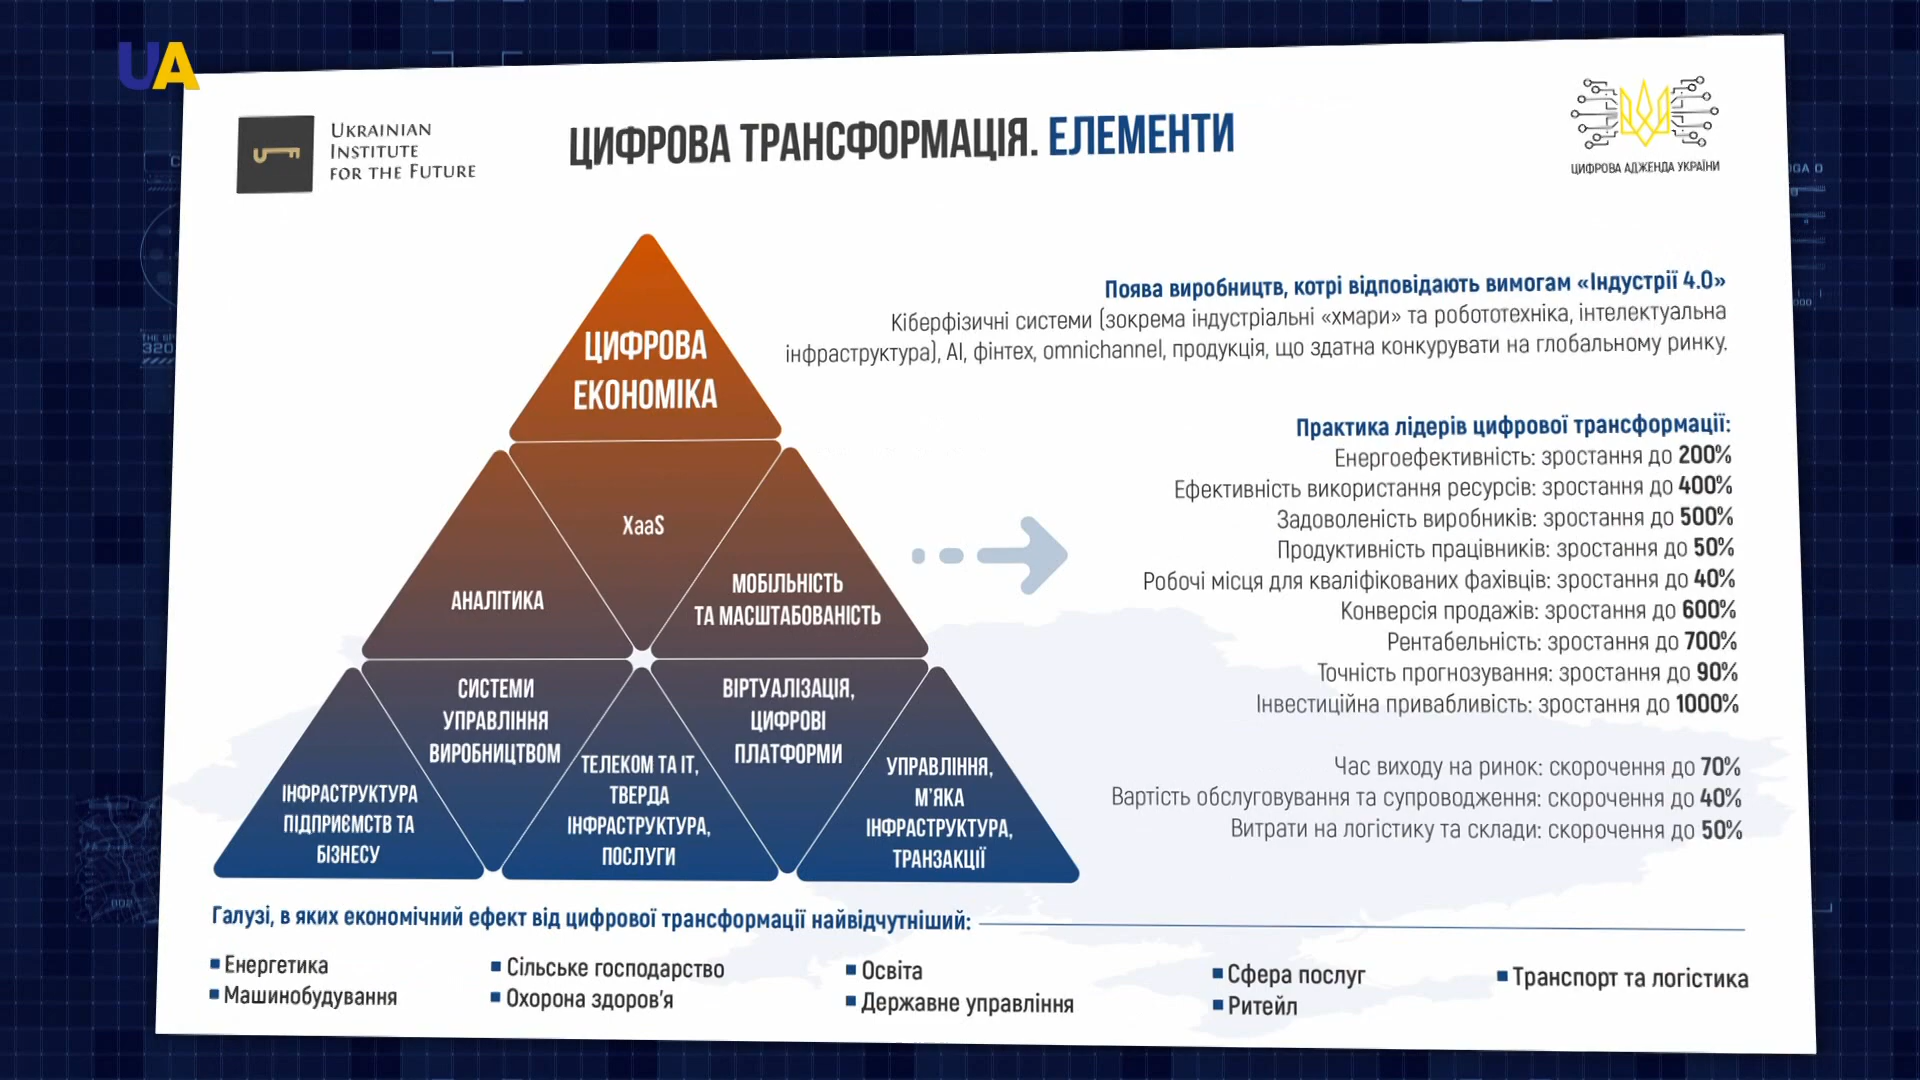 UA
UKRAINIAN
INSTITUTE
FOR THE FUTURE
ЦИФРОВА ТРАНСФОРМАЦІЯ. ЕЛЕМЕНТИ
ЦИФРОВА АДЖЕНДА УКРАЇНИ
ЦИФРОВА
ЕКОНОМІКА
XaaS
АНАЛІТИКА
МОБІЛЬНІСТЬ
ТА МАСШТАБОВАНІСТЬ
СИСТЕМИ
УПРАВЛІННЯ
ВИРОБНИЦТВОМ
ВІРТУАЛІЗАЦІЯ,
ЦИФРОВІ
ПЛАТФОРМИ
ІНФРАСТРУКТУРА
ПІДПРИЄМСТВ ТА
БІЗНЕСУ
ТЕЛЕКОМ ТА ІТ,
ТВЕРДА
ІНФРАСТРУКТУРА,
ПОСЛУГИ
УПРАВЛІННЯ,
М’ЯКА
ІНФРАСТРУКТУРА,
ТРАНЗАКЦІЇ
Поява виробництв, котрі відповідають вимогам «Індустрії 4.0»
Кіберфізичні системи (зокрема індустріальні «хмари» та робототехніка, інтелектуальна
інфраструктура), AI, фінтех, omnichannel, продукція, що здатна конкурувати на глобальному ринку.
Практика лідерів цифрової трансформації:
Енергоефективність: зростання до 200%
Ефективність використання ресурсів: зростання до 400%
Задоволеність виробників: зростання до 500%
Продуктивність працівників: зростання до 50%
Робочі місця для кваліфікованих фахівців: зростання до 40%
Конверсія продажів: зростання до 600%
Рентабельність: зростання до 700%
Точність прогнозування: зростання до 90%
Інвестиційна привабливість: зростання до 1000%
Час виходу на ринок: скорочення до 70%
Вартість обслуговування та супроводження: скорочення до 40%
Витрати на логістику та склади: скорочення до 50%
Галузі, в яких економічний ефект від цифрової трансформації найвідчутніший:
Енергетика
Машинобудування
Сільське господарство
Охорона здоров’я
Освіта
Державне управління
Сфера послуг
Ритейл
Транспорт та логістика